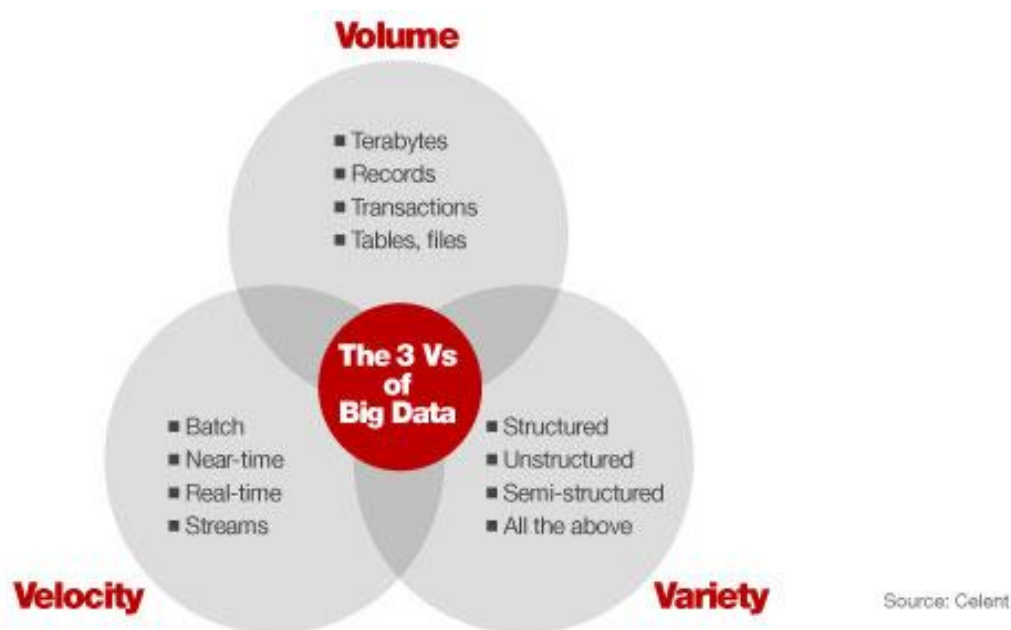 Volume
■ Terabytes
■ Records
■ Transactions
■ Tables, files
The 3 Vs
of
Big Data
■ Batch
■ Near-time
■ Real-time
■ Streams
■ Structured
■ Unstructured
■ Semi-structured
■ All the above
Velocity
Variety
Source: Celent